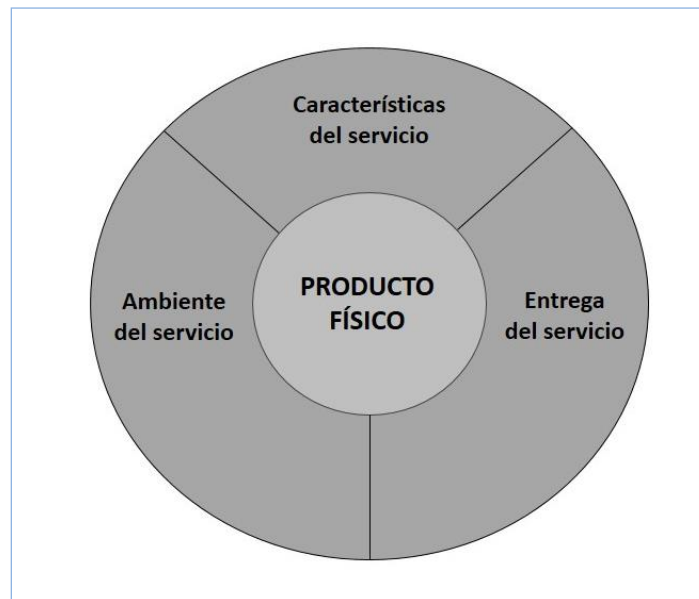 Características
del servicio
Ambiente
del servicio
PRODUCTO
FÍSICO
Entrega
del servicio